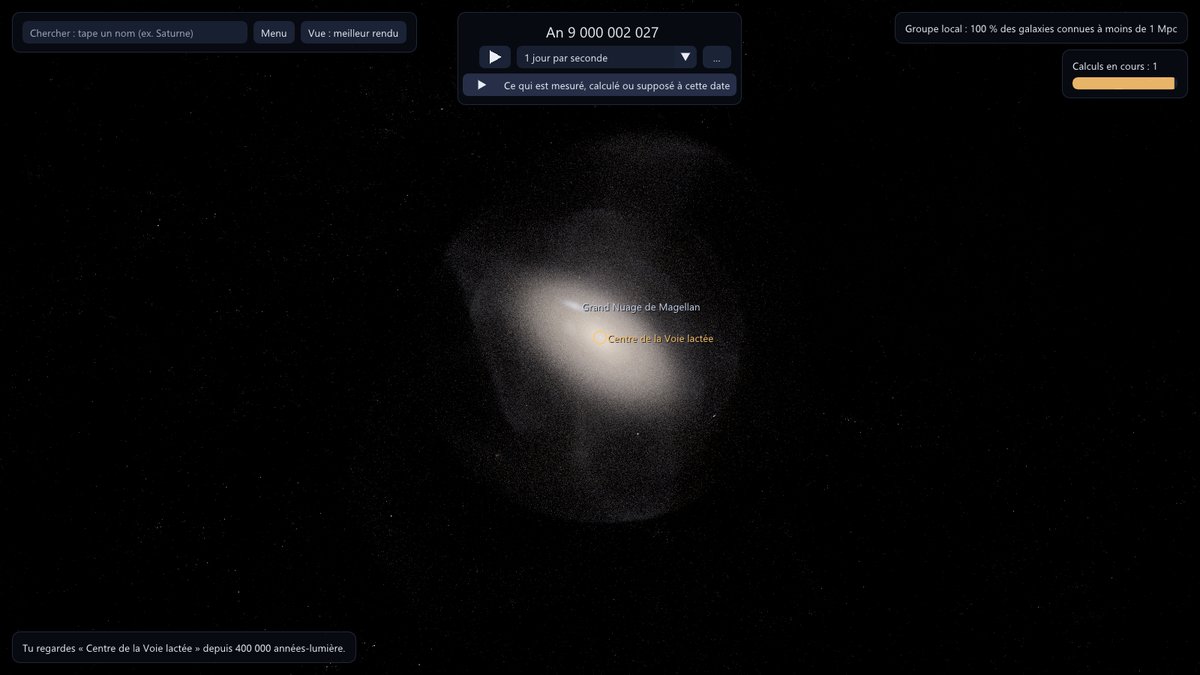 Chercher : tape un nom (ex. Saturne)
Menu
Vue : meilleur rendu
An 9 000 002 027
1 jour par seconde
...
Ce qui est mesuré, calculé ou supposé à cette date
Groupe local : 100 % des galaxies connues à moins de 1 Mpc
Calculs en cours : 1
Grand Nuage de Magellan
Centre de la Voie lactée
Tu regardes « Centre de la Voie lactée » depuis 400 000 années-lumière.